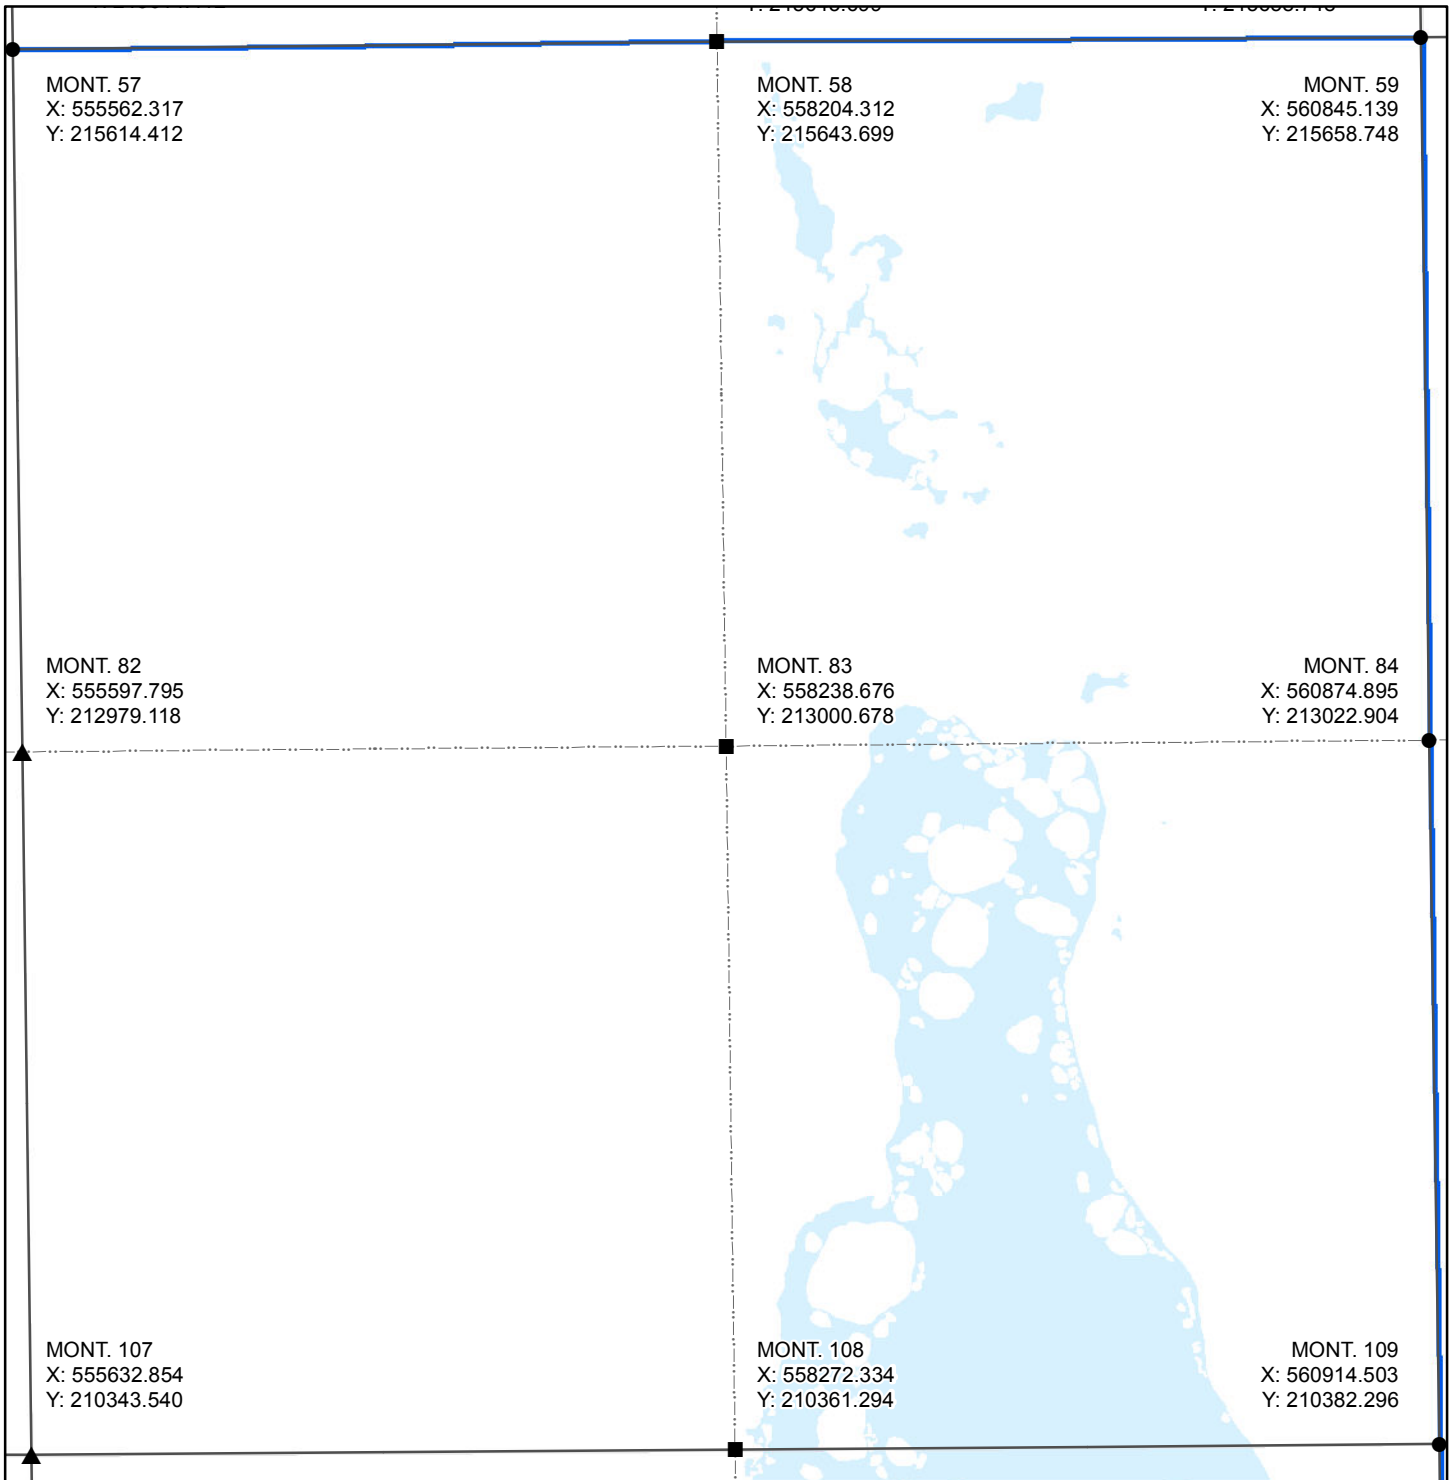 MONT. 57
X: 555562.317
Y: 215614.412
MONT. 58
X: 558204.312
Y: 215643.699
MONT. 59
X: 560845.139
Y: 215658.748
MONT. 82
X: 555597.795
Y: 212979.118
MONT. 83
X: 558238.676
Y: 213000.678
MONT. 84
X: 560874.895
Y: 213022.904
MONT. 107
X: 555632.854
Y: 210343.540
MONT. 108
X: 558272.334
Y: 210361.294
MONT. 109
X: 560914.503
Y: 210382.296